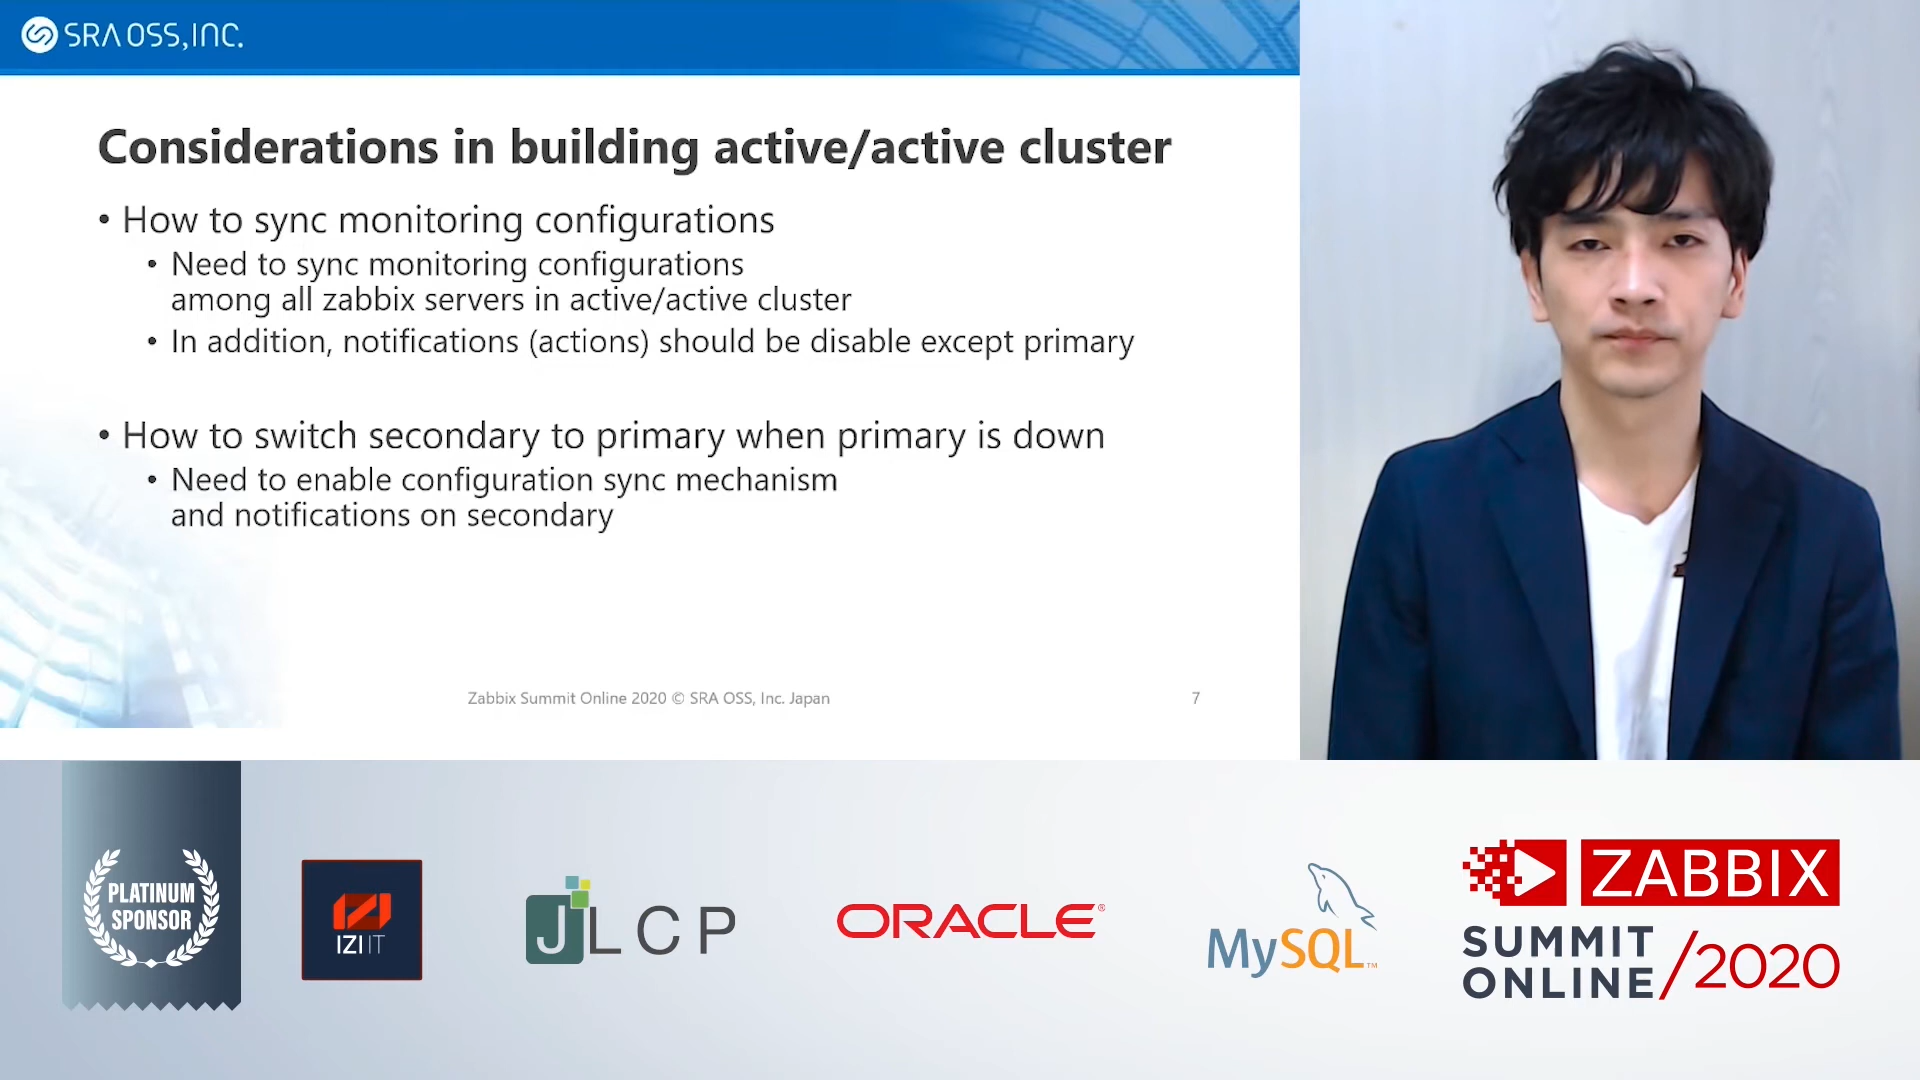 SRA OSS, INC.
Considerations in building active/active cluster
• How to sync monitoring configurations
• Need to sync monitoring configurations
among all zabbix servers in active/active cluster
• In addition, notifications (actions) should be disable except primary
• How to switch secondary to primary when primary is down
• Need to enable configuration sync mechanism
and notifications on secondary
Zabbix Summit Online 2020 © SRA OSS, Inc. Japan
7
PLATINUM
SPONSOR
IZI IT
JLCP
ORACLE®
MySQL™
ZABBIX
SUMMIT
ONLINE /2020